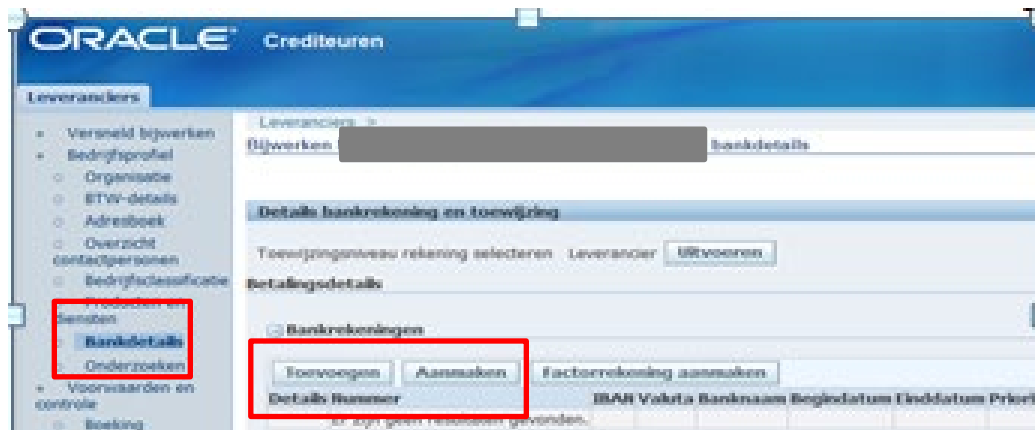 ORACLE Crediteuren
Leveranciers
Versneld bijwerken
Bedrijfsprofiel
Organisatie
BTW-details
Adresboek
Overzicht
contactpersonen
Bedrijfsclassificatie
Producten en
diensten
Bankdetails
Onderzoeken
Voorwaarden en
controle
Boeking
Leveranciers >
Bijwerken bankdetails
Details bankrekening en toewijzing
Toewijzingsniveau rekening selecteren Leverancier Uitvoeren
Betalingsdetails
Bankrekeningen
Toevoegen Aanmaken Factorrekening aanmaken
Details Nummer IBAN Valuta Banknaam Begindatum Einddatum Priori
Er zijn geen resultaten gevonden.